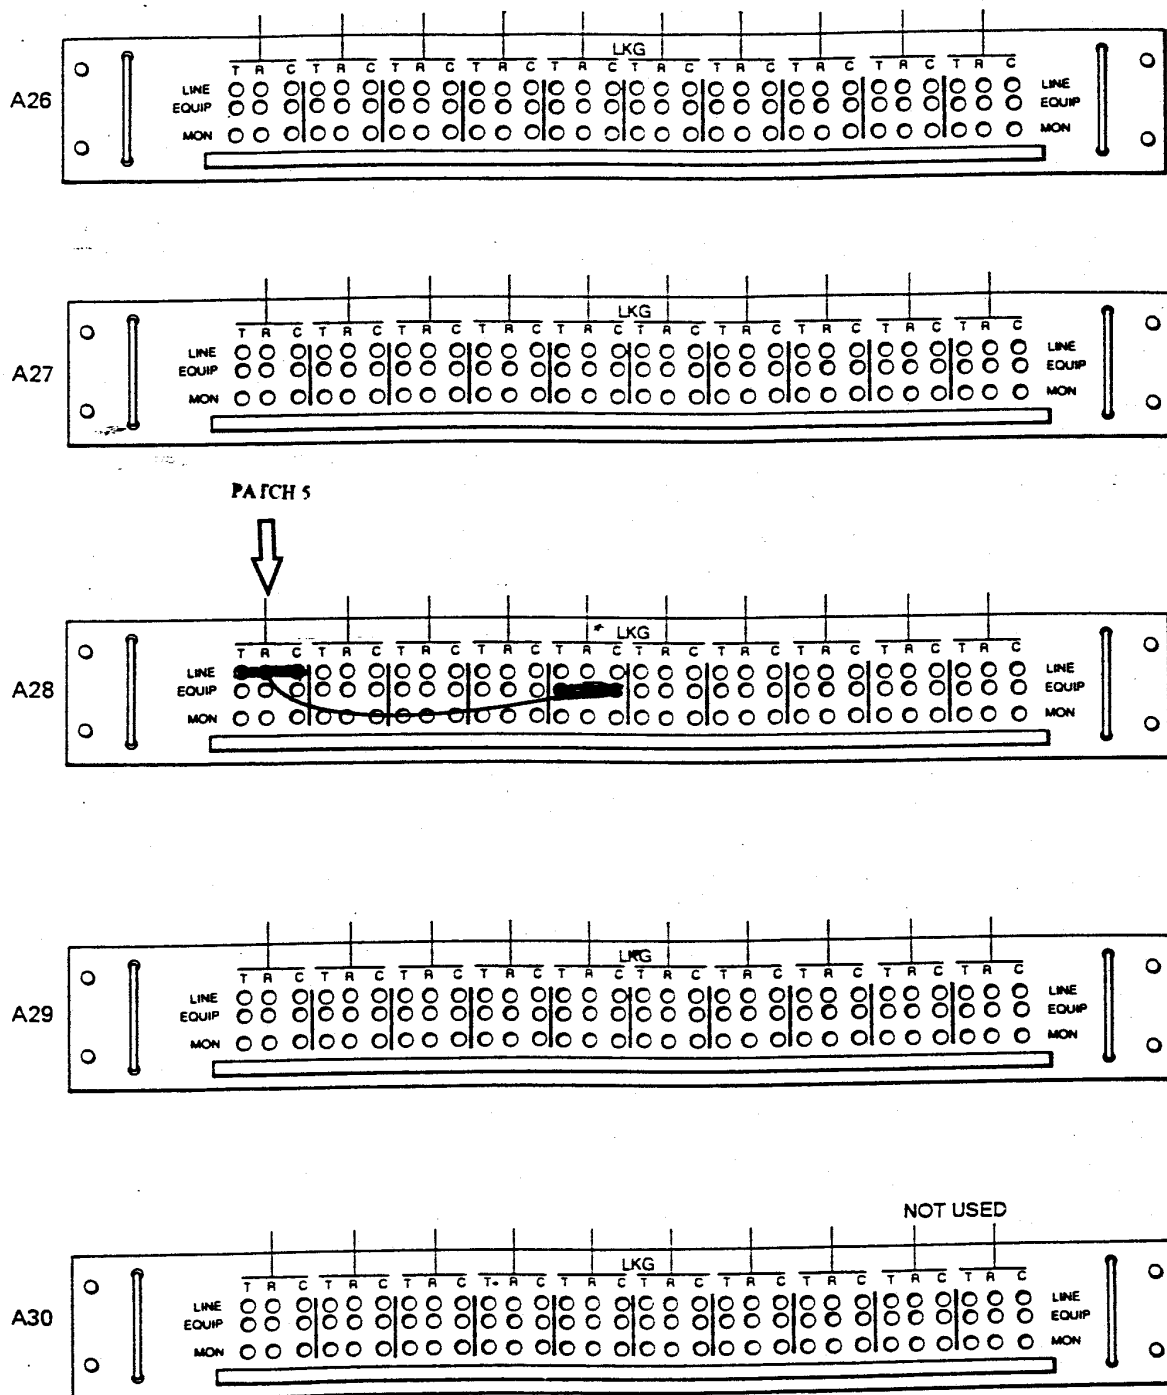 LKG
T R C T R C T R C T R C T R C T R C T R C T R C T R C T R C
LINE LINE
A26 EQUIP EQUIP
MON MON
LKG
T R C T R C T R C T R C T R C T R C T R C T R C T R C T R C
LINE LINE
A27 EQUIP EQUIP
MON MON
PATCH 5
* LKG
T R C T R C T R C T R C T R C T R C T R C T R C T R C T R C
LINE LINE
A28 EQUIP EQUIP
MON MON
LKG
T R C T R C T R C T R C T R C T R C T R C T R C T R C T R C
LINE LINE
A29 EQUIP EQUIP
MON MON
NOT USED
LKG
T R C T R C T R C T R C T R C T R C T R C T R C T R C T R C
LINE LINE
A30 EQUIP EQUIP
MON MON